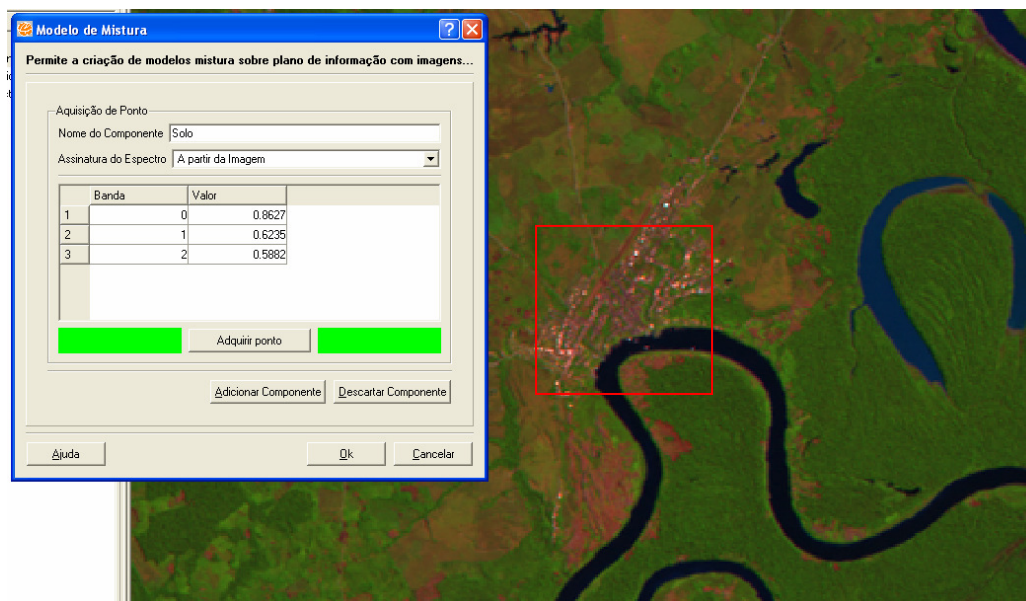 Modelo de Mistura
Permite a criação de modelos mistura sobre plano de informação com imagens...
Aquisição de Ponto
Nome do Componente Solo
Assinatura do Espectro A partir da Imagem
Banda Valor
1 0 0.8627
2 1 0.6235
3 2 0.5882
Adquirir ponto
Adicionar Componente Descartar Componente
Ajuda Ok Cancelar